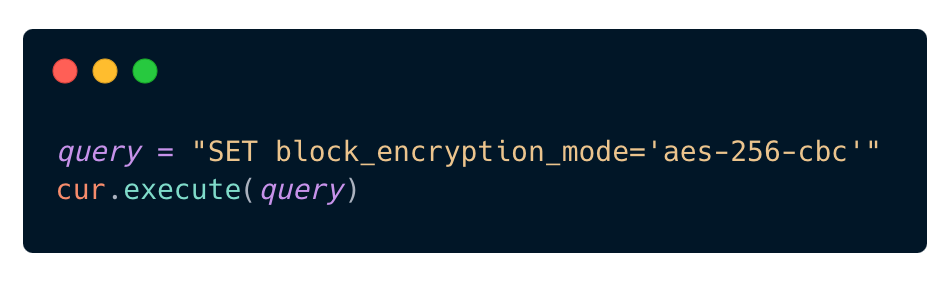 query = "SET block_encryption_mode='aes-256-cbc'"
cur.execute(query)